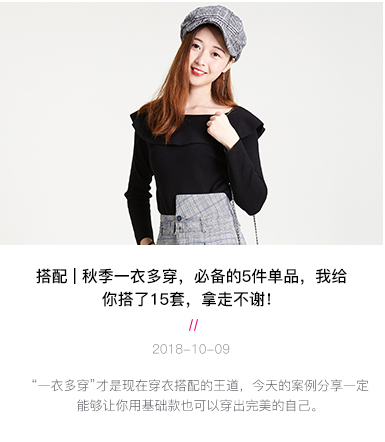 搭配 | 秋季一衣多穿，必备的5件单品，我给
你搭了15套，拿走不谢！
//
2018-10-09
“一衣多穿”才是现在穿衣搭配的王道，今天的案例分享一定
能够让你用基础款也可以穿出完美的自己。